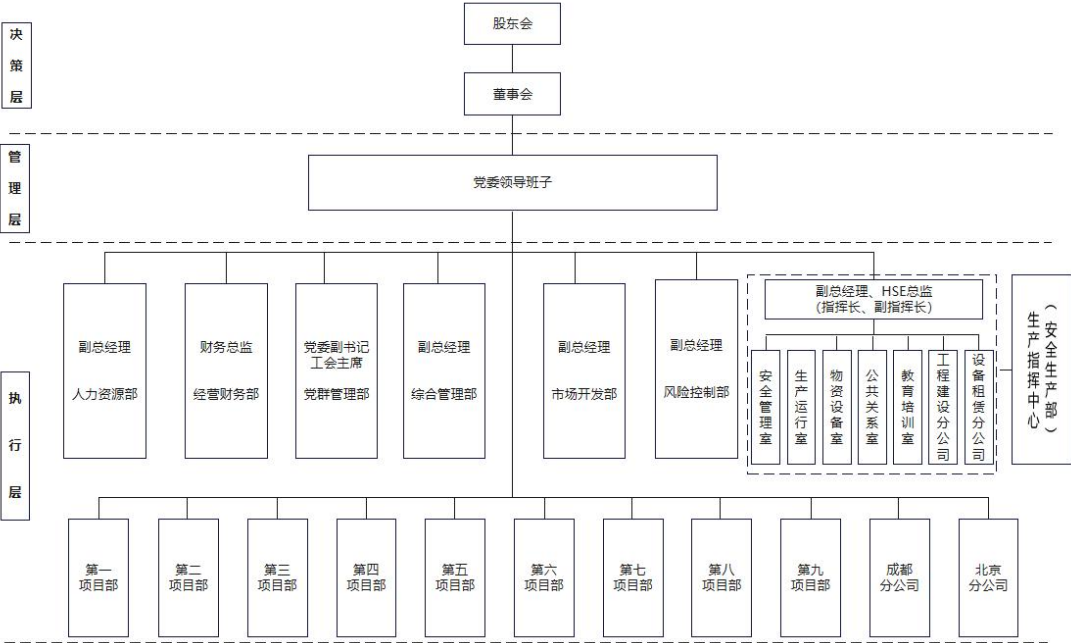 股东会
决策层
董事会
管理层
党委领导班子
副总经理
人力资源部
财务总监
经营财务部
党委副书记
工会主席
党群管理部
副总经理
综合管理部
副总经理
市场开发部
副总经理
风险控制部
副总经理、HSE总监
（指挥长、副指挥长）
安全管理室
生产运行室
物资设备室
公共关系室
教育培训室
工程建设分公司
设备租赁分公司
（安全生产部）
生产指挥中心
执行层
第一
项目部
第二
项目部
第三
项目部
第四
项目部
第五
项目部
第六
项目部
第七
项目部
第八
项目部
第九
项目部
成都
分公司
北京
分公司